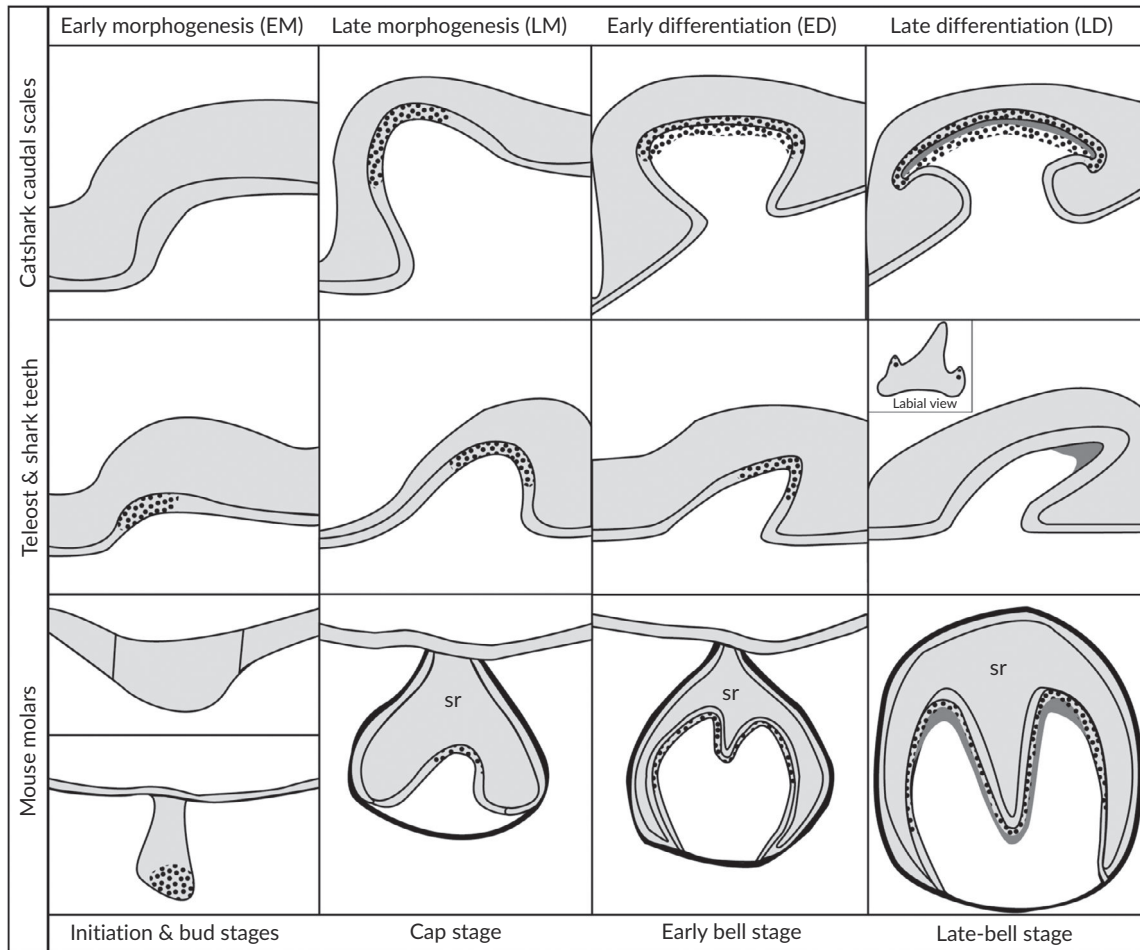 Early morphogenesis (EM)
Late morphogenesis (LM)
Early differentiation (ED)
Late differentiation (LD)
Catshark caudal scales
Teleost & shark teeth
Labial view
Mouse molars
sr
sr
sr
Initiation & bud stages
Cap stage
Early bell stage
Late-bell stage